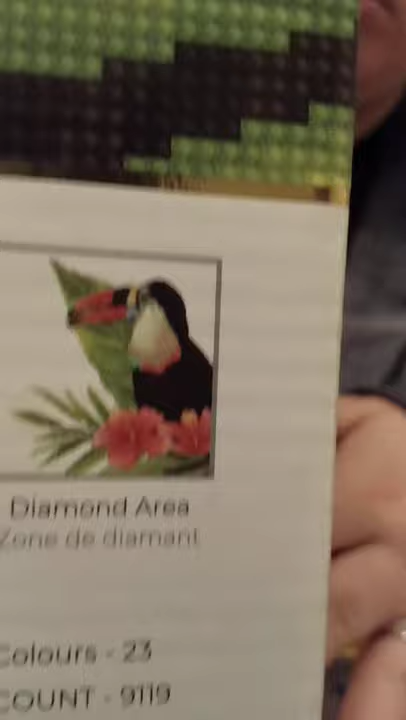 Diamond Area
Zone de diamant
Colours - 23
COUNT - 9119